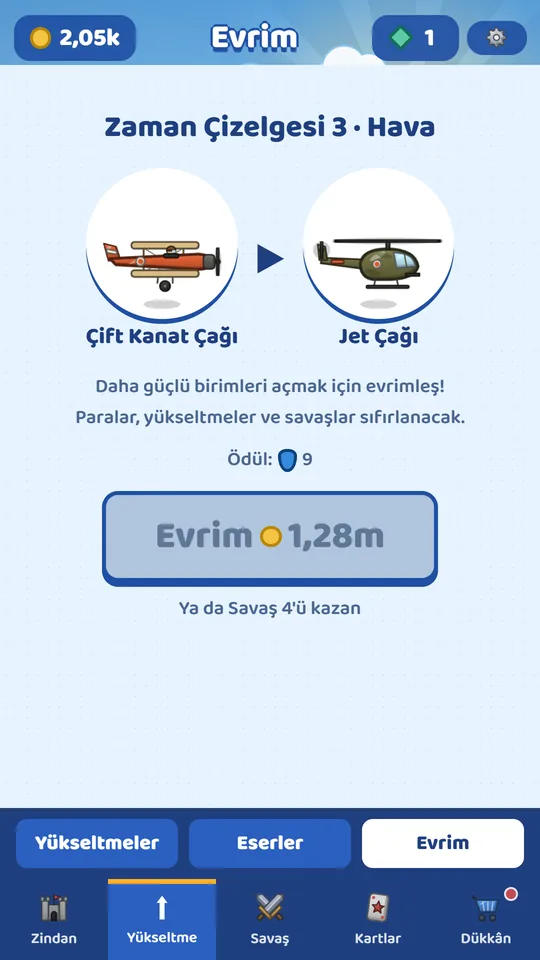 2,05k
Evrim
1
Zaman Çizelgesi 3 · Hava
Çift Kanat Çağı
Jet Çağı
Daha güçlü birimleri açmak için evrimleş!
Paralar, yükseltmeler ve savaşlar sıfırlanacak.
Ödül: 9
Evrim 1,28m
Ya da Savaş 4'ü kazan
Yükseltmeler
Eserler
Evrim
Zindan
Yükseltme
Savaş
Kartlar
Dükkân